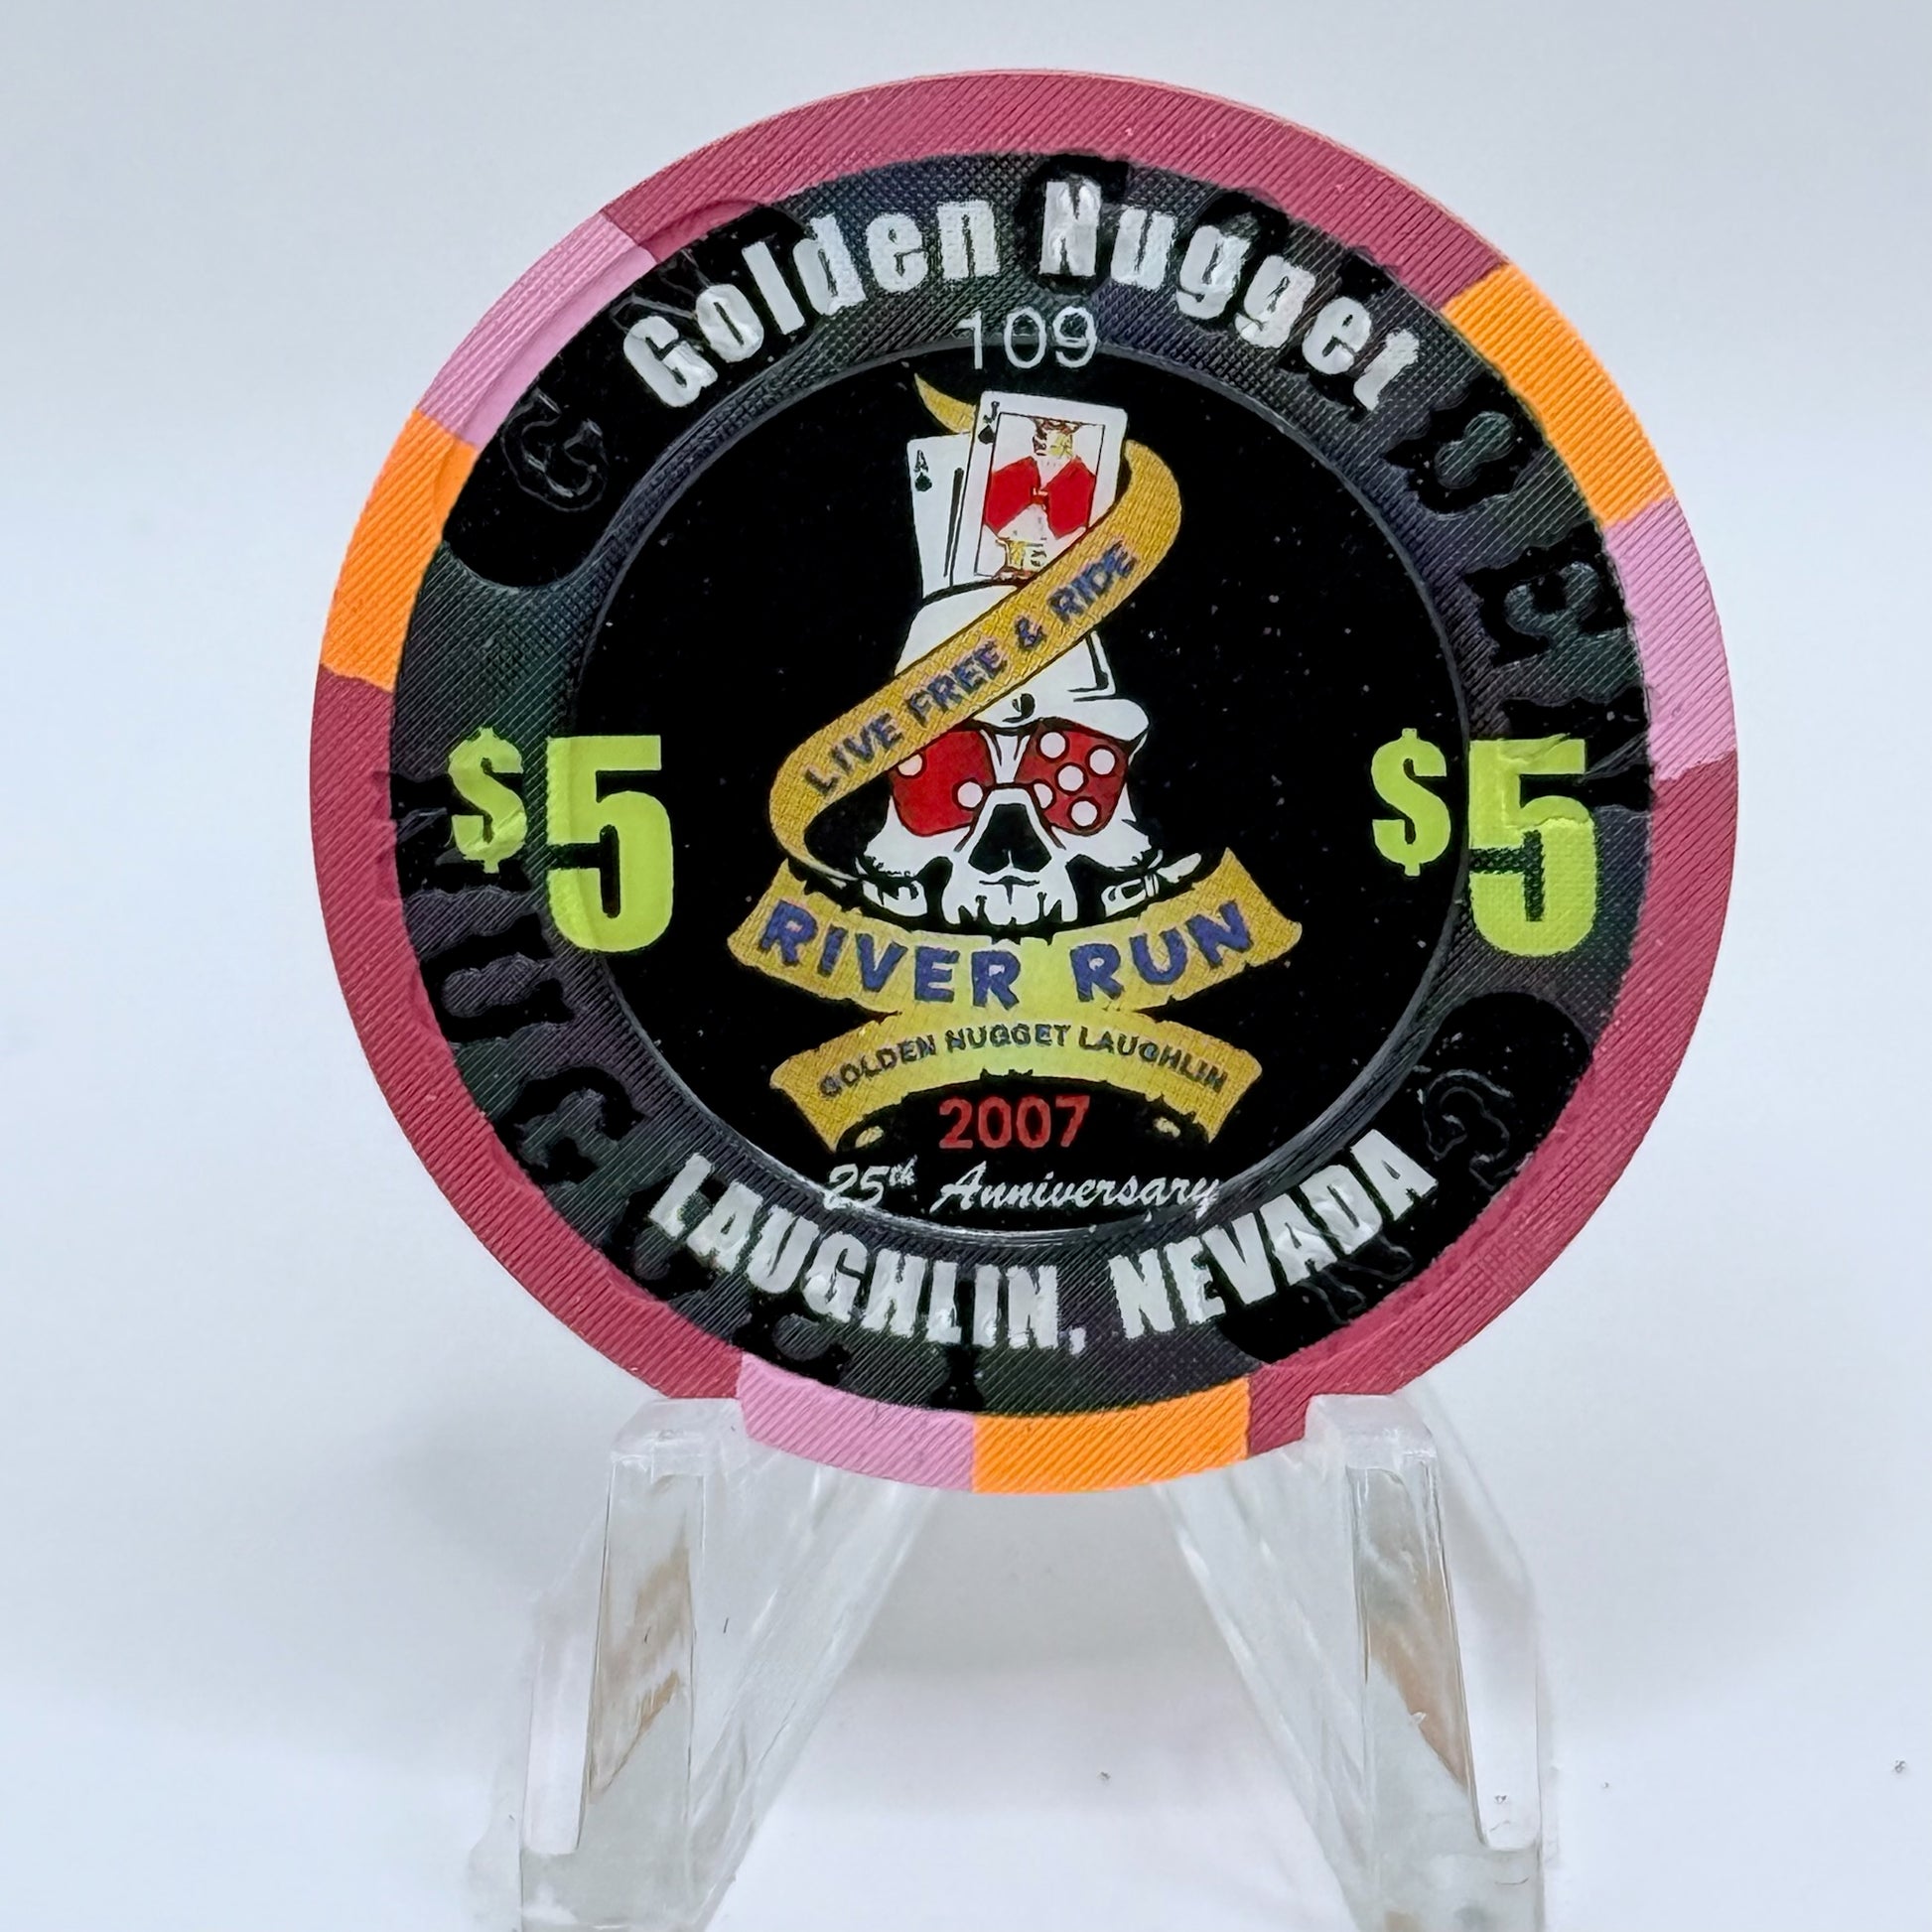 Golden Nugget
109
J
A
LIVE FREE & RIDE
$5
$5
RIVER RUN
GOLDEN NUGGET LAUGHLIN
2007
25th Anniversary
LAUGHLIN, NEVADA